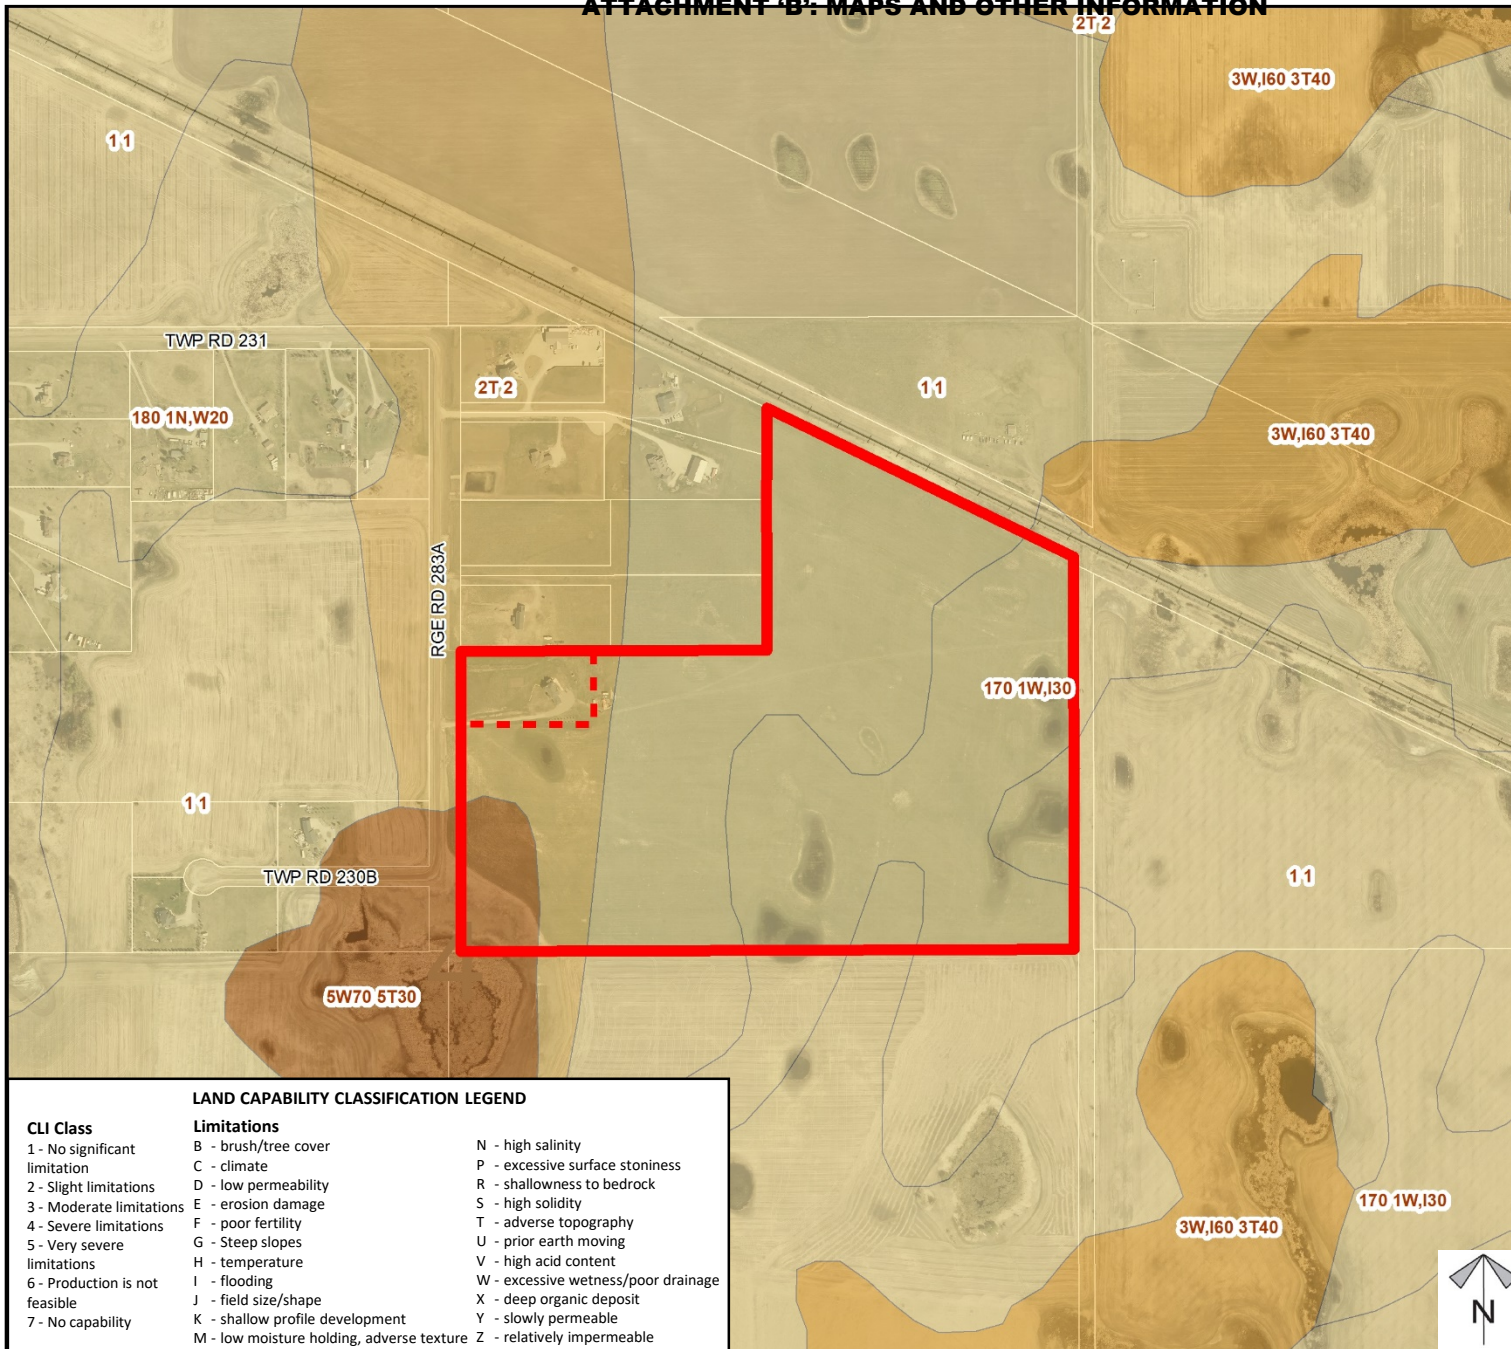 ATTACHMENT ‘B’: MAPS AND OTHER INFORMATION
2T 2
3W,I60 3T40
1 1
TWP RD 231
2T 2
1 1
180 1N,W20
3W,I60 3T40
RGE RD 283A
170 1W,I30
1 1
TWP RD 230B
1 1
5W70 5T30
170 1W,I30
3W,I60 3T40
LAND CAPABILITY CLASSIFICATION LEGEND
CLI Class
1 - No significant
limitation
2 - Slight limitations
3 - Moderate limitations
4 - Severe limitations
5 - Very severe
limitations
6 - Production is not
feasible
7 - No capability
Limitations
B - brush/tree cover
C - climate
D - low permeability
E - erosion damage
F - poor fertility
G - Steep slopes
H - temperature
I - flooding
J - field size/shape
K - shallow profile development
M - low moisture holding, adverse texture
N - high salinity
P - excessive surface stoniness
R - shallowness to bedrock
S - high solidity
T - adverse topography
U - prior earth moving
V - high acid content
W - excessive wetness/poor drainage
X - deep organic deposit
Y - slowly permeable
Z - relatively impermeable
N